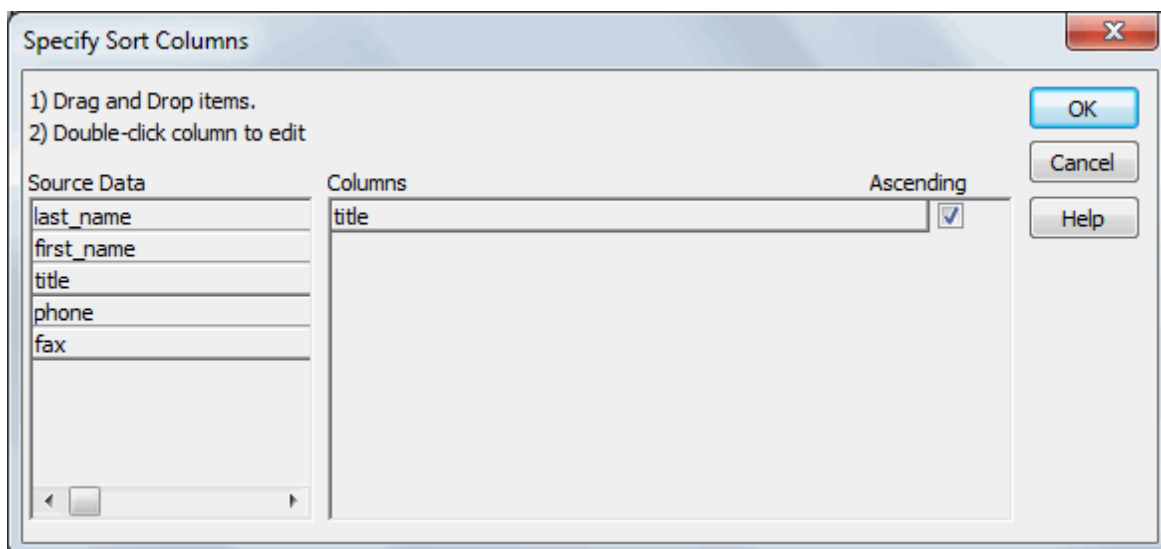 Specify Sort Columns
1) Drag and Drop items.
2) Double-click column to edit
OK
Cancel
Help
Source Data Columns Ascending
last_name title
first_name
title
phone
fax